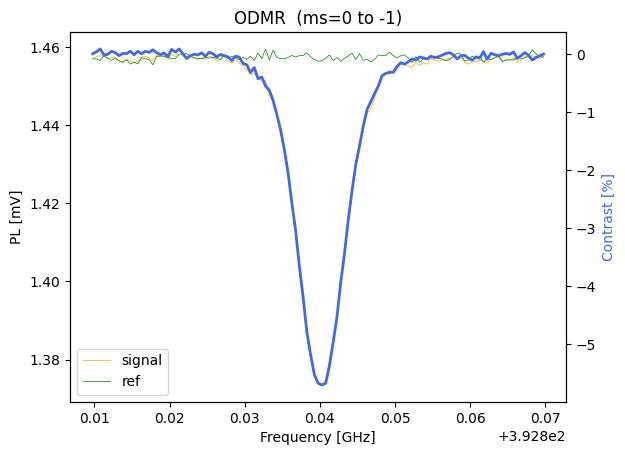 ODMR  (ms=0 to -1)
1.46
1.44
1.42
1.40
1.38
PL [mV]
0
−1
−2
−3
−4
−5
Contrast [%]
signal
ref
0.01
0.02
0.03
0.04
0.05
0.06
0.07
Frequency [GHz]
+3.928e2